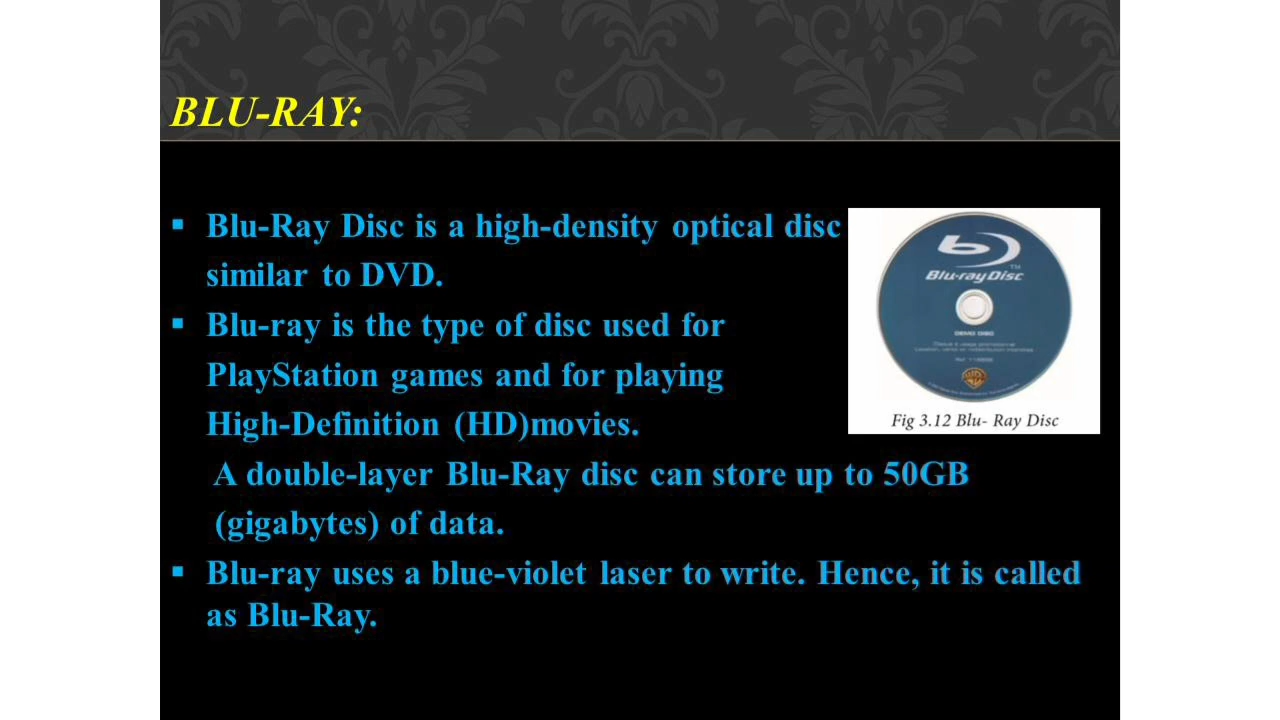 BLU-RAY:
▪ Blu-Ray Disc is a high-density optical disc
similar to DVD.
▪ Blu-ray is the type of disc used for
PlayStation games and for playing
High-Definition (HD)movies.
A double-layer Blu-Ray disc can store up to 50GB
(gigabytes) of data.
▪ Blu-ray uses a blue-violet laser to write. Hence, it is called
as Blu-Ray.
Blu-ray Disc TM
DEMO DISC
Fig 3.12 Blu- Ray Disc